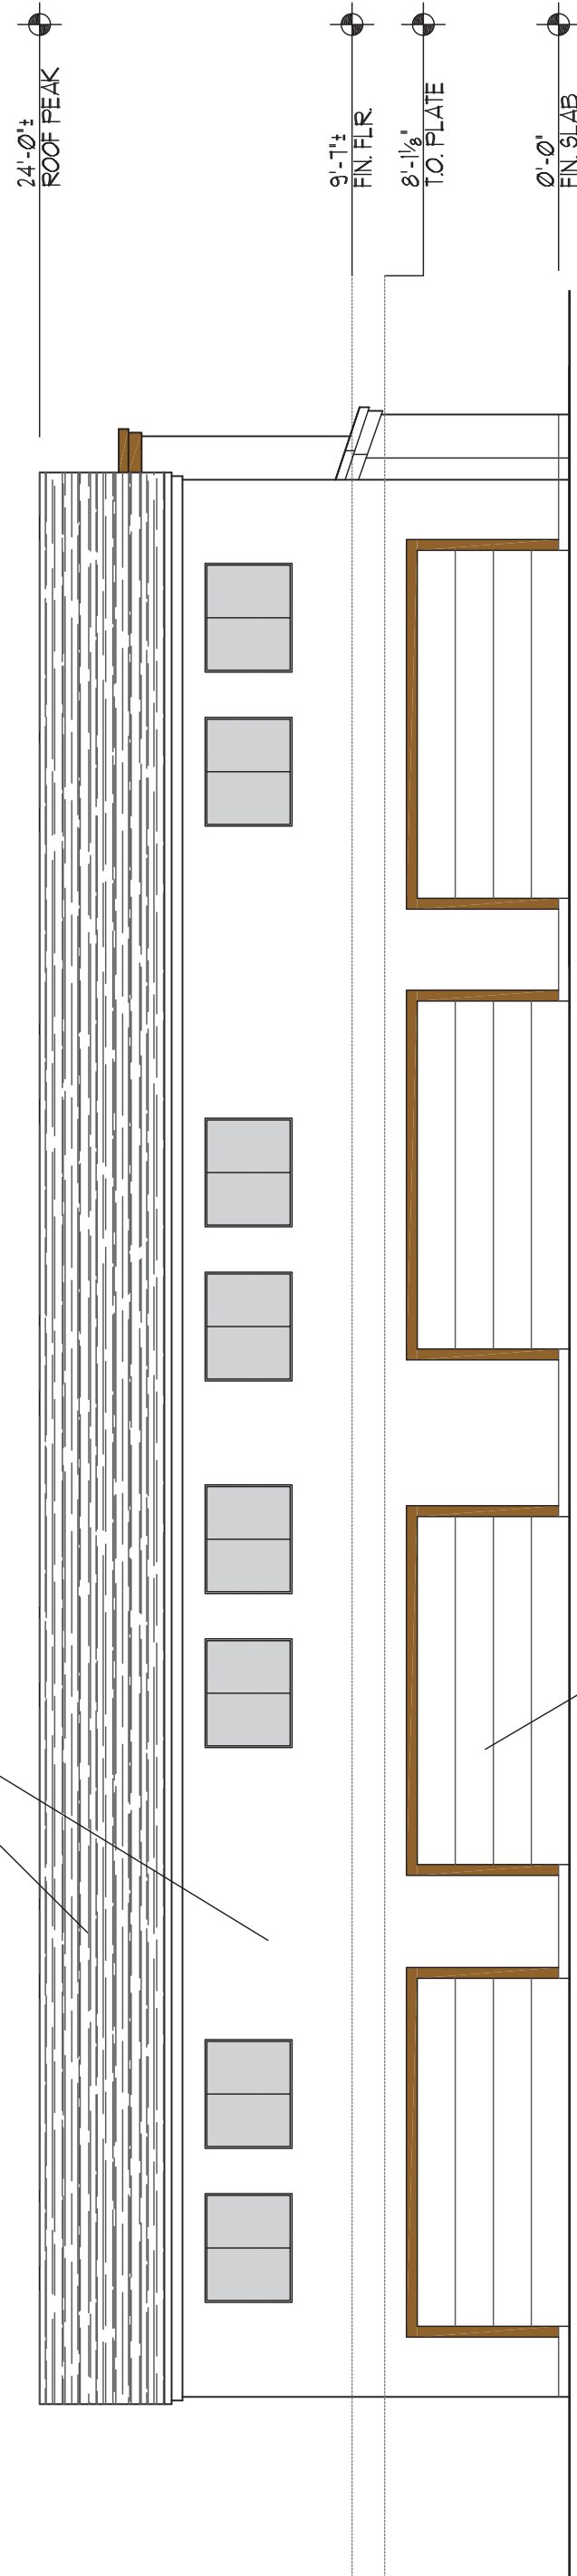 24'-0"±
ROOF PEAK
9'-7"±
FIN. FLR.
8'-1⅛"
T.O. PLATE
0'-0"
FIN. SLAB